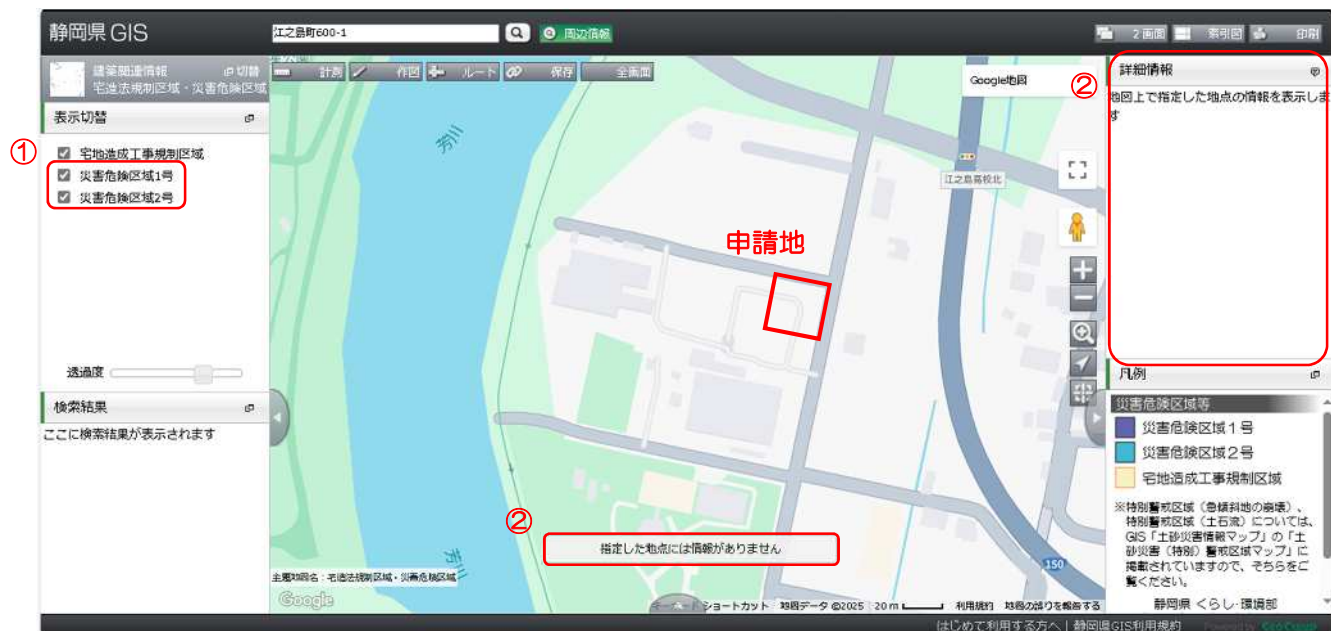 静岡県 GIS
江之島町600-1
周辺情報
2画面
索引図
印刷
建築関連情報
切替
宅造法規制区域・災害危険区域
計測
作図
ルート
保存
全画面
Google地図
②
詳細情報
地図上で指定した地点の情報を表示しま
す
表示切替
①
宅地造成工事規制区域
災害危険区域1号
災害危険区域2号
芳川
江之島高校北
申請地
透過度
検索結果
ここに検索結果が表示されます
芳川
凡例
災害危険区域等
災害危険区域1号
災害危険区域2号
宅地造成工事規制区域
※特別警戒区域（急傾斜地の崩壊）、
特別警戒区域（土石流）については、
GIS「土砂災害情報マップ」の「土
砂災害（特別）警戒区域マップ」に
掲載されていますので、そちらをご
覧ください。
静岡県 くらし・環境部
②
指定した地点には情報がありません
芳川
150
主題地図名：宅造法規制区域・災害危険区域
Google
キーボード ショートカット
地図データ ©2025
20 m
利用規約
地図の誤りを報告する
はじめて利用する方へ | 静岡県GIS利用規約
Powered by GeoCloud